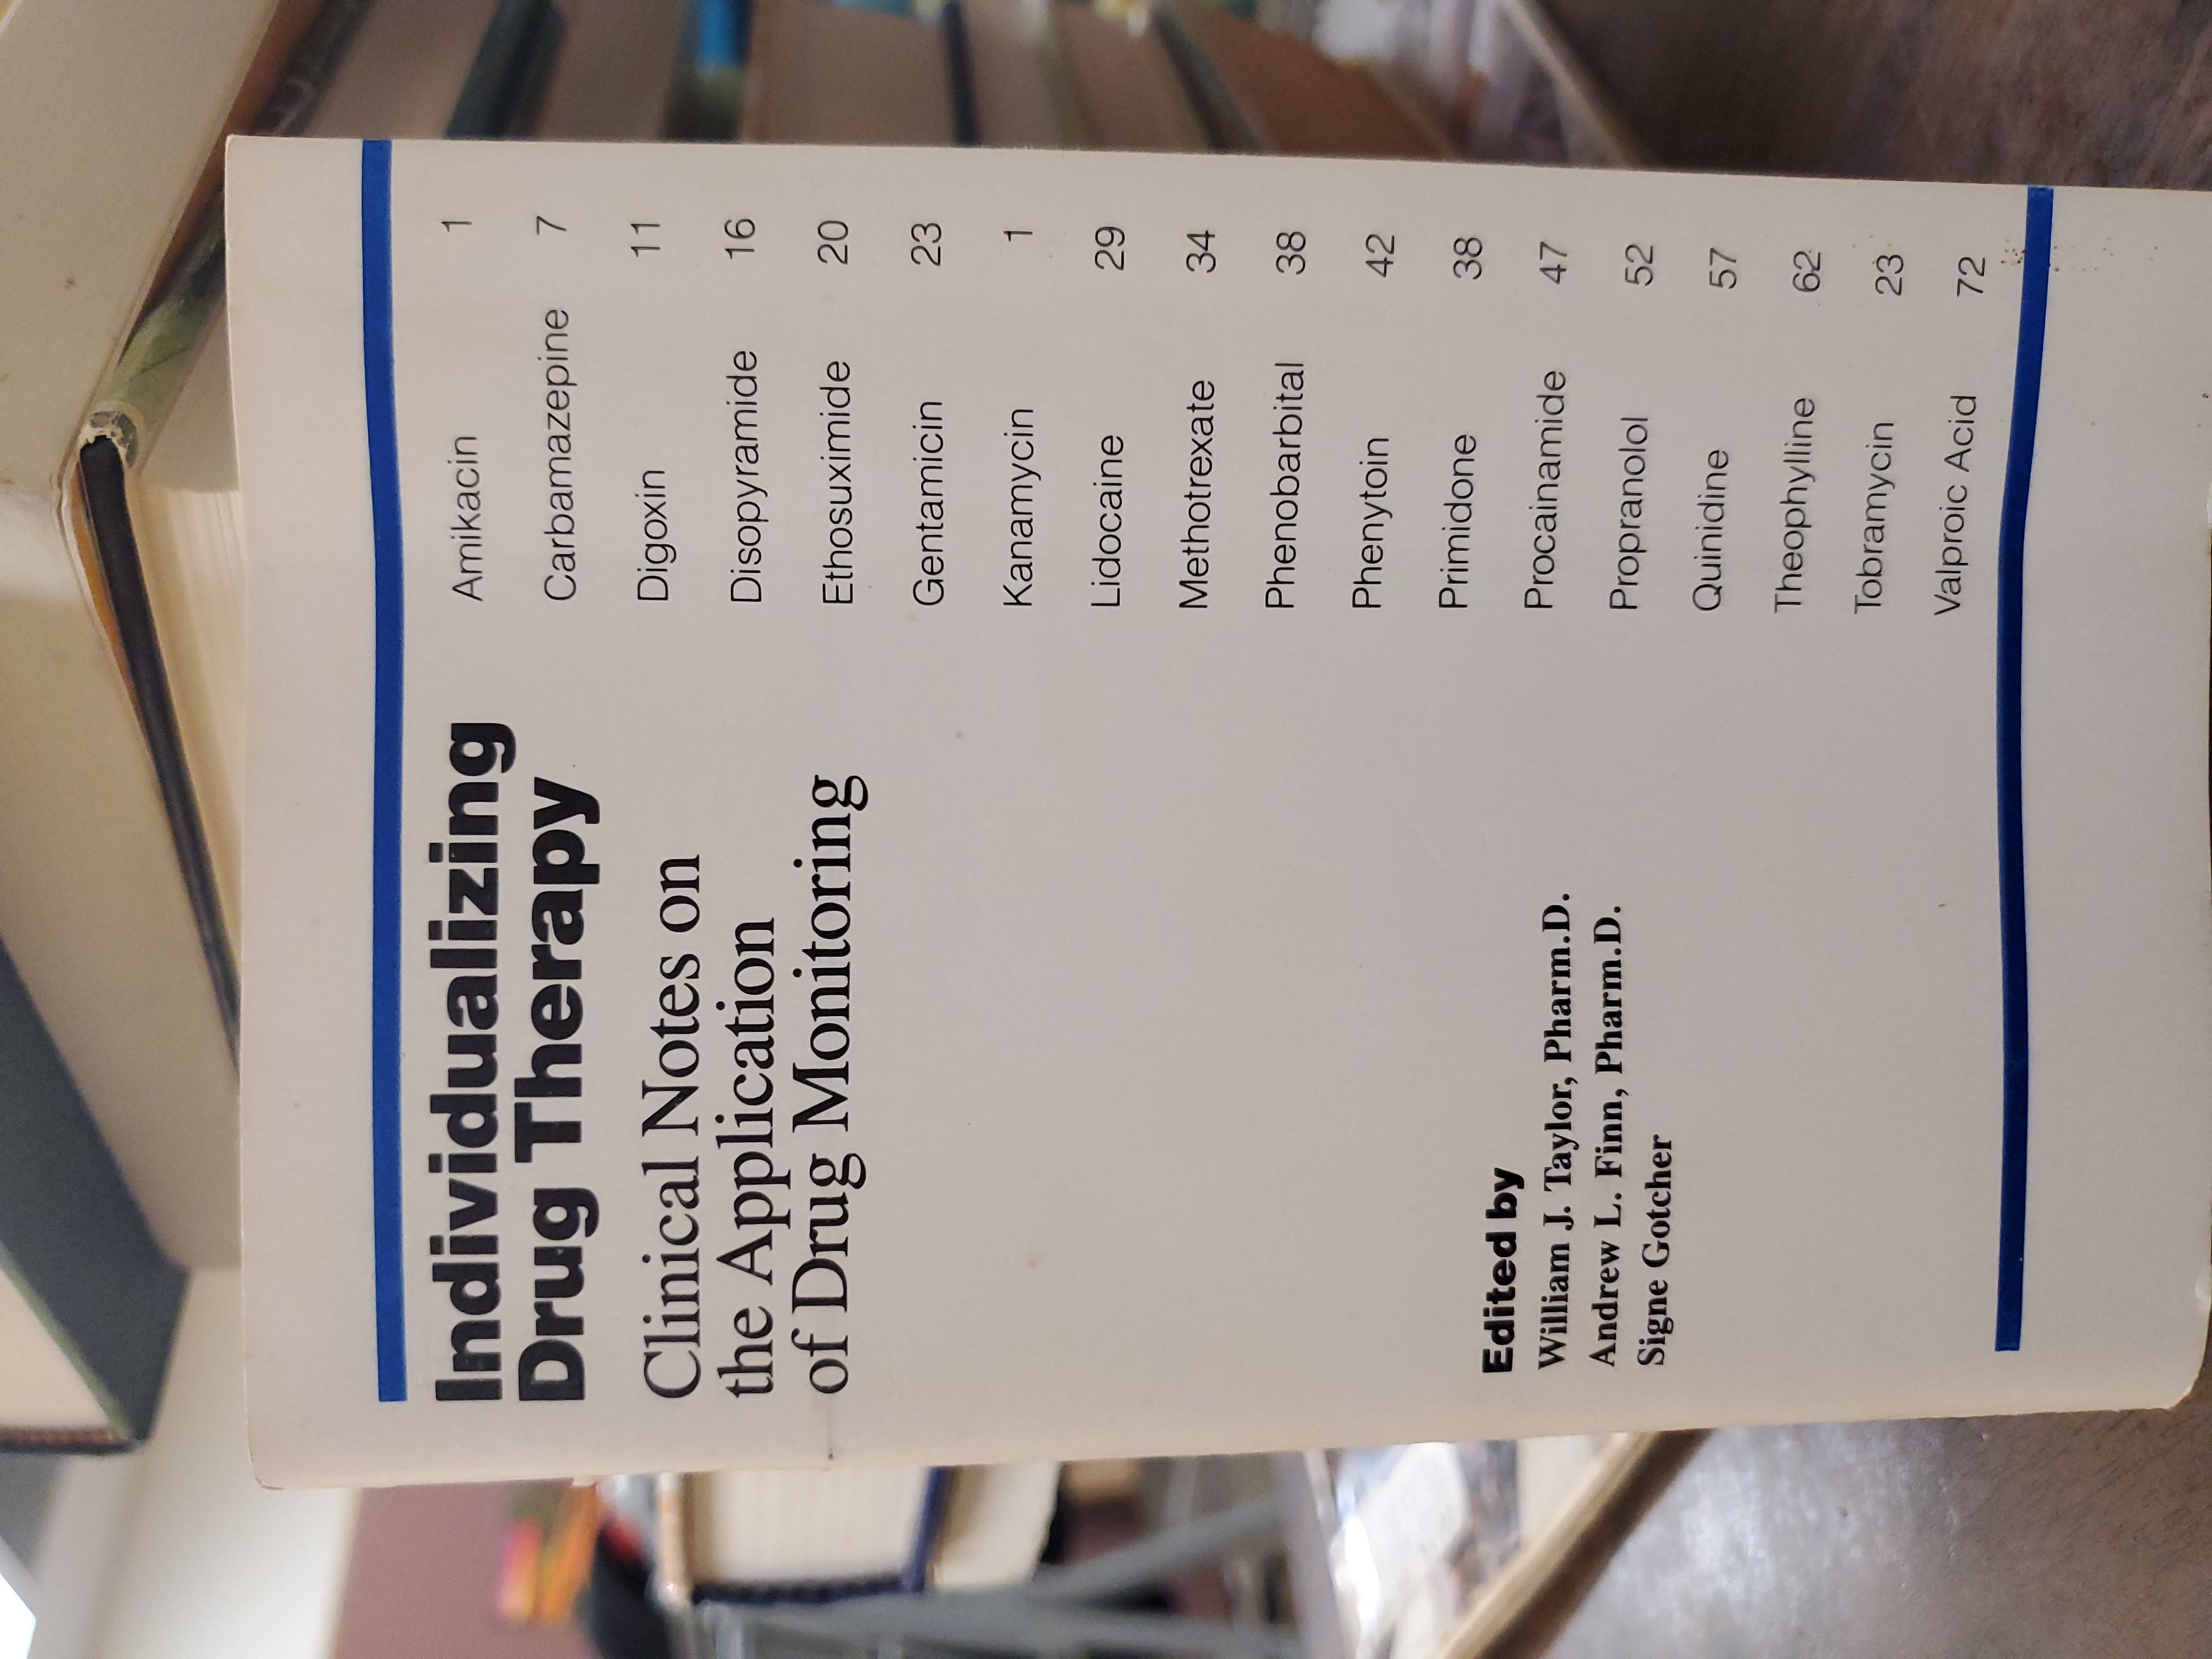 Individualizing
Drug Therapy
Clinical Notes on
the Application
of Drug Monitoring
Edited by
William J. Taylor, Pharm.D.
Andrew L. Finn, Pharm.D.
Signe Gotcher
Amikacin 1
Carbamazepine 7
Digoxin 11
Disopyramide 16
Ethosuximide 20
Gentamicin 23
Kanamycin 1
Lidocaine 29
Methotrexate 34
Phenobarbital 38
Phenytoin 42
Primidone 38
Procainamide 47
Propranolol 52
Quinidine 57
Theophylline 62
Tobramycin 23
Valproic Acid 72